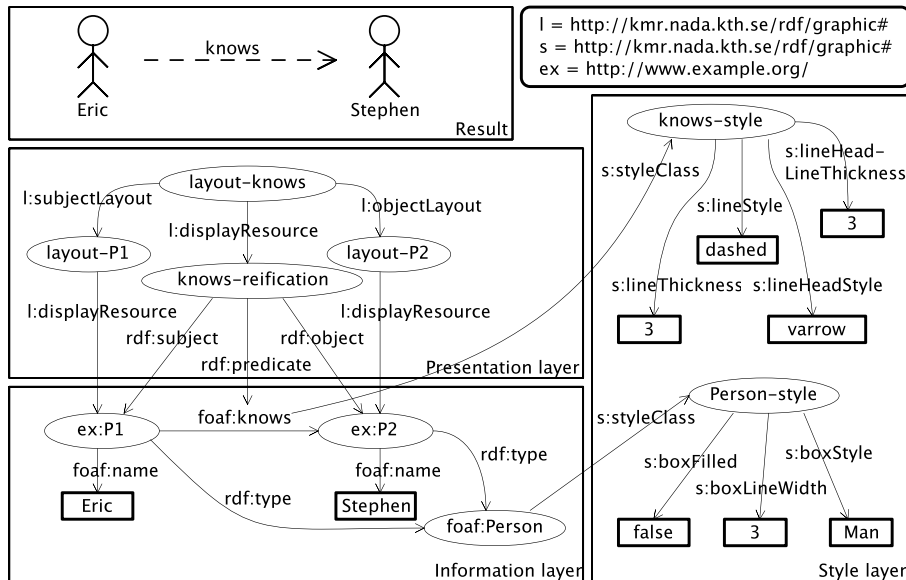 knows
Eric
Stephen
Result
l = http://kmr.nada.kth.se/rdf/graphic#
s = http://kmr.nada.kth.se/rdf/graphic#
ex = http://www.example.org/
layout-knows
l:subjectLayout
l:objectLayout
l:displayResource
layout-P1
layout-P2
knows-reification
l:displayResource
l:displayResource
rdf:subject
rdf:object
rdf:predicate
Presentation layer
foaf:knows
ex:P1
ex:P2
foaf:name
foaf:name
rdf:type
rdf:type
Eric
Stephen
foaf:Person
Information layer
knows-style
s:styleClass
s:lineHead-
LineThickness
s:lineStyle
3
dashed
s:lineThickness
s:lineHeadStyle
3
varrow
Person-style
s:styleClass
s:boxFilled
s:boxStyle
s:boxLineWidth
false
3
Man
Style layer